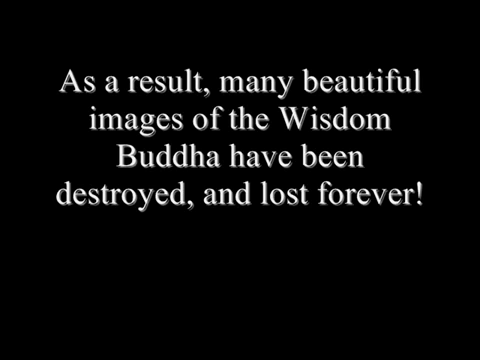 As a result, many beautiful
images of the Wisdom
Buddha have been
destroyed, and lost forever!